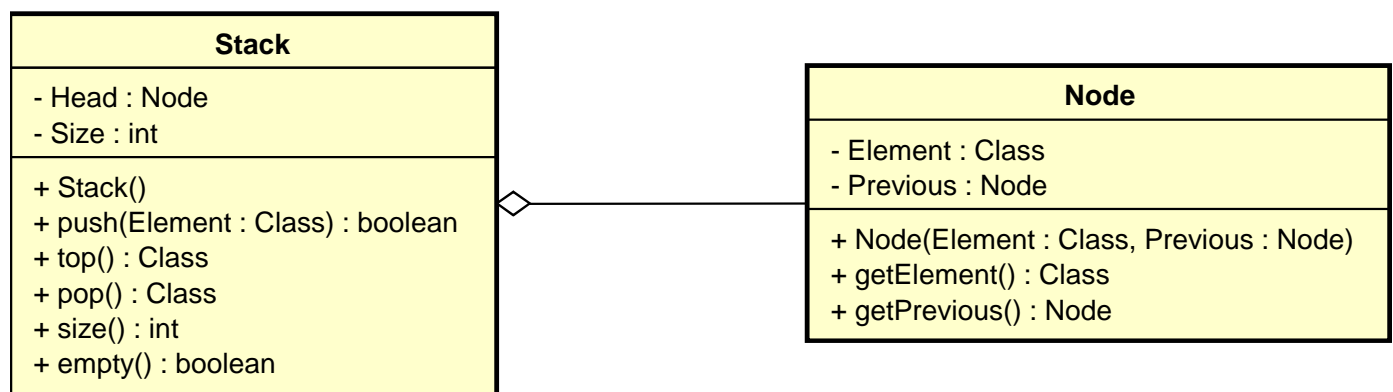 Stack
- Head : Node
- Size : int
+ Stack()
+ push(Element : Class) : boolean
+ top() : Class
+ pop() : Class
+ size() : int
+ empty() : boolean
Node
- Element : Class
- Previous : Node
+ Node(Element : Class, Previous : Node)
+ getElement() : Class
+ getPrevious() : Node